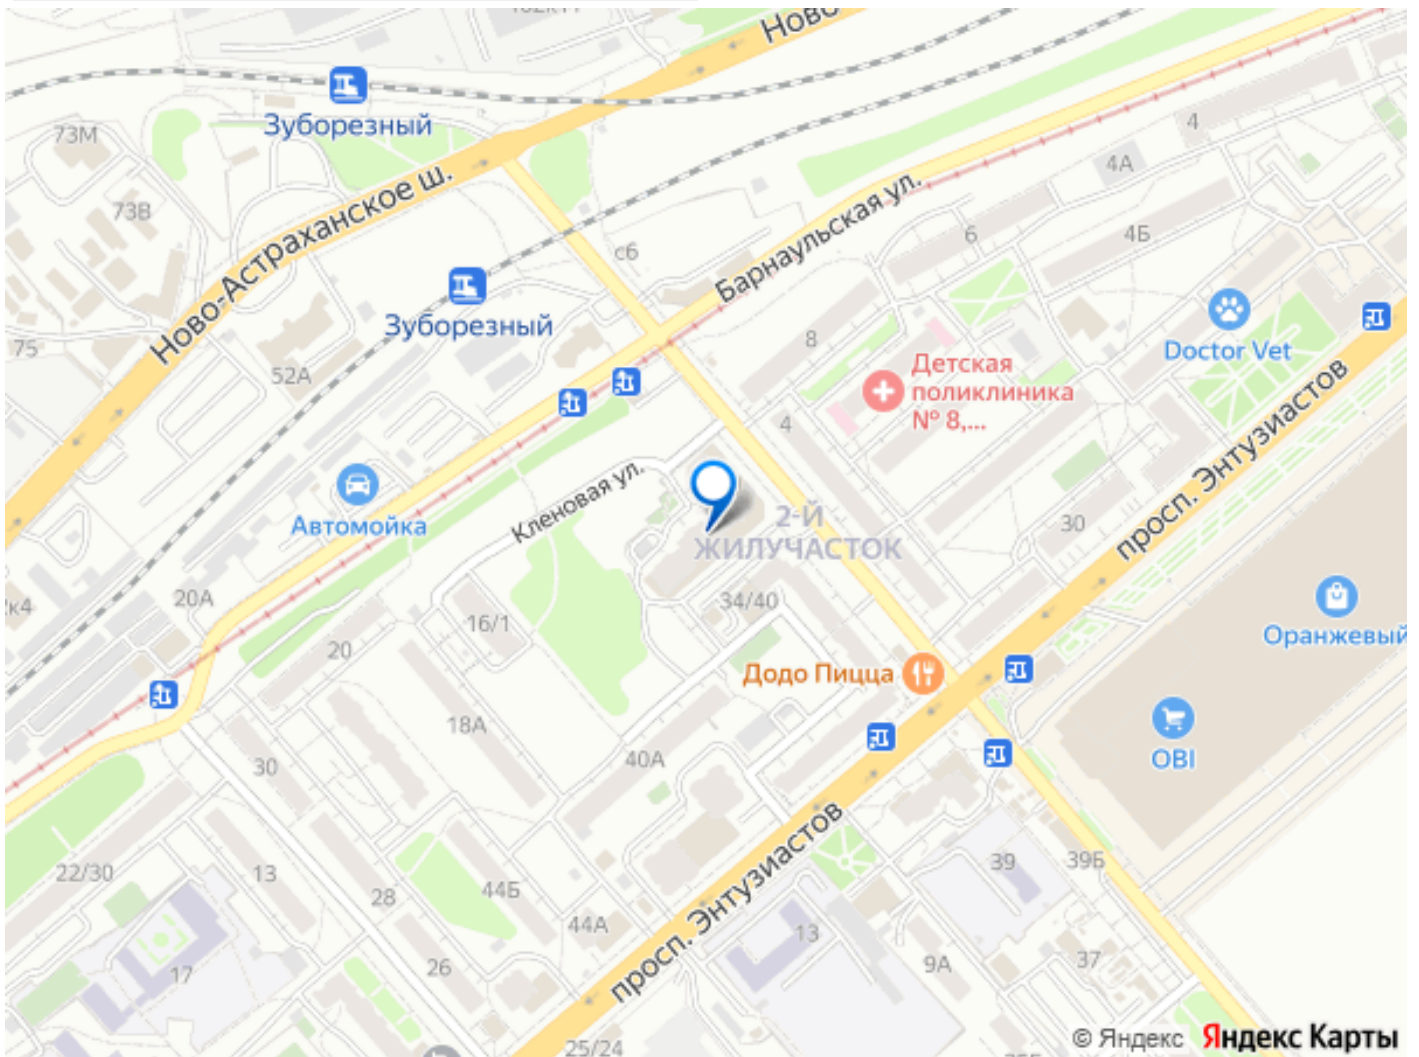 Ново-
Зуборезный
73М
4
4А
Ново-Астраханское ш.
Барнаульская ул.
73В
с6
6
4Б
Зуборезный
75
52А
8
Doctor Vet
Детская
поликлиника
№ 8,...
4
просп. Энтузиастов
Автомойка
Кленовая ул.
2-Й
ЖИЛУЧАСТОК
30
20А
16/1
34/40
Оранжевый
20
Додо Пицца
18А
40А
OBI
30
22/30
13
28
44Б
44А
просп. Энтузиастов
39
39Б
13
17
26
9А
37
25/24
© Яндекс Яндекс Карты